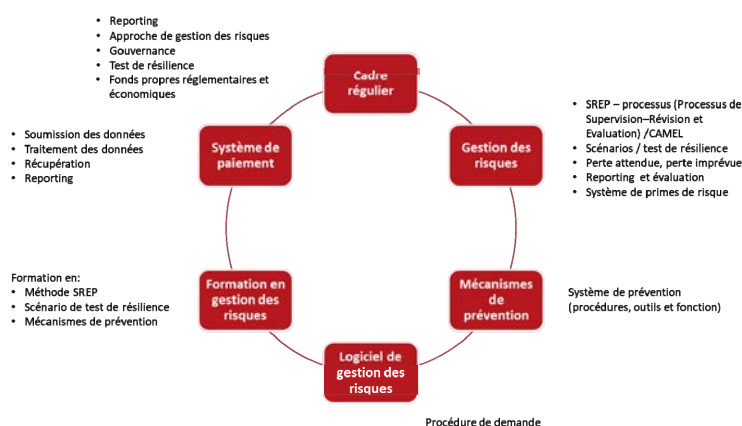 • Reporting
• Approche de gestion des risques
• Gouvernance
• Test de résilience
• Fonds propres réglementaires et
économiques
Cadre
régulier
• SREP – processus (Processus de
Supervision–Révision et
Evaluation) /CAMEL
• Scénarios / test de résilience
• Perte attendue, perte imprévue
• Reporting et évaluation
• Système de primes de risque
Gestion des
risques
• Soumission des données
• Traitement des données
• Récupération
• Reporting
Système de
paiement
Formation en:
• Méthode SREP
• Scénario de test de résilience
• Mécanismes de prévention
Formation en
gestion des
risques
Mécanismes
de
prévention
Système de prévention
(procédures, outils et fonction)
Logiciel de
gestion des
risques
Procédure de demande